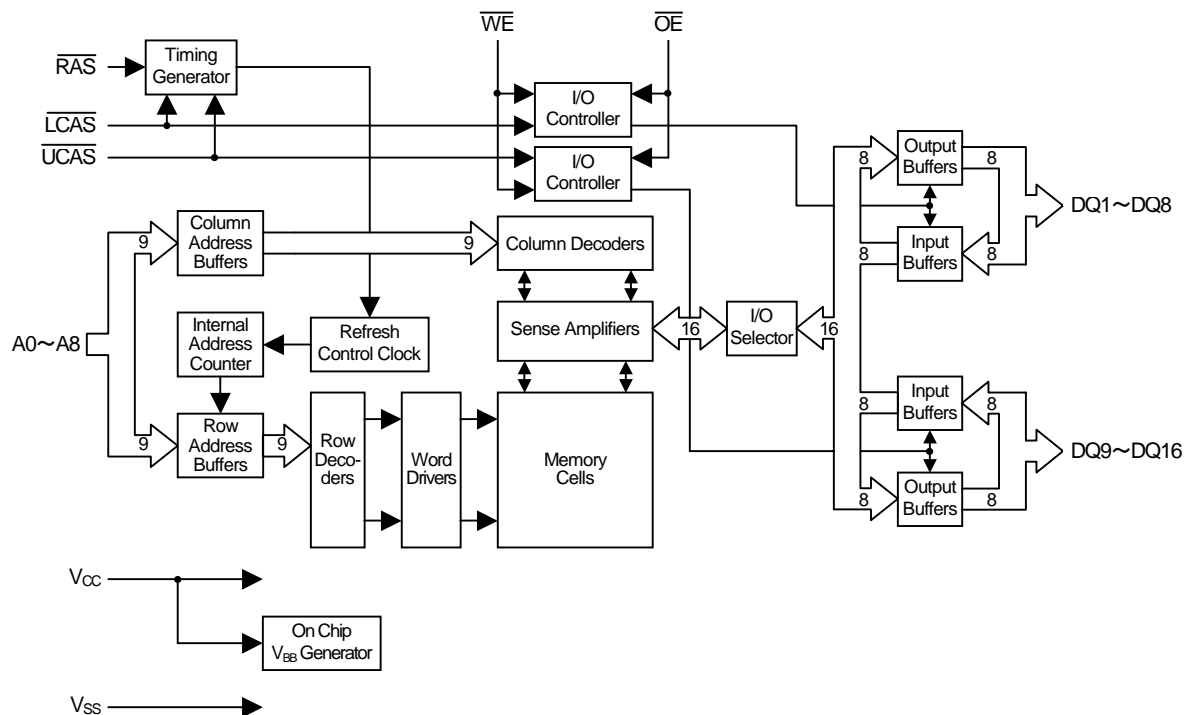 WE
OE
RAS
Timing
Generator
LCAS
UCAS
I/O
Controller
I/O
Controller
8
Output
Buffers
8
DQ1～DQ8
Input
Buffers
8
8
A0～A8
9
Column
Address
Buffers
9
Column Decoders
Sense Amplifiers
16
I/O
Selector
16
Internal
Address
Counter
Refresh
Control Clock
9
Row
Address
Buffers
9
Row
Deco-
ders
Word
Drivers
Memory
Cells
8
Input
Buffers
8
DQ9～DQ16
8
Output
Buffers
8
VCC
On Chip
VBB Generator
VSS